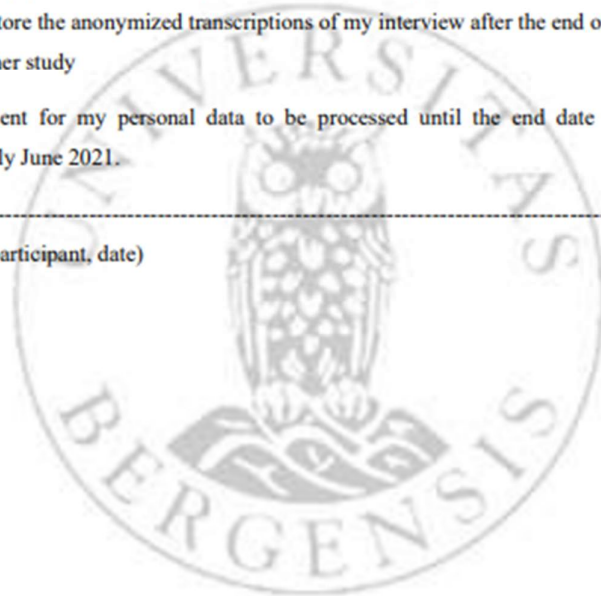 tore the anonymized transcriptions of my interview after the end o
her study
ent for my personal data to be processed until the end date
ly June 2021.
articipant, date)
UNIVERSITAS
BERGENSIS